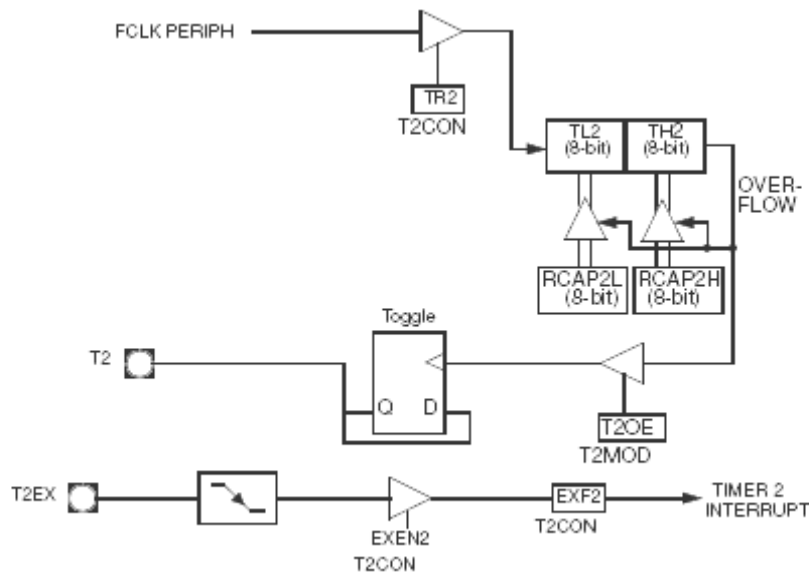 FCLK PERIPH
TR2
T2CON
TL2
(8-bit)
TH2
(8-bit)
OVER-
FLOW
RCAP2L
(8-bit)
RCAP2H
(8-bit)
Toggle
T2
Q D
T2OE
T2MOD
T2EX
EXEN2
T2CON
EXF2
T2CON
TIMER 2
INTERRUPT